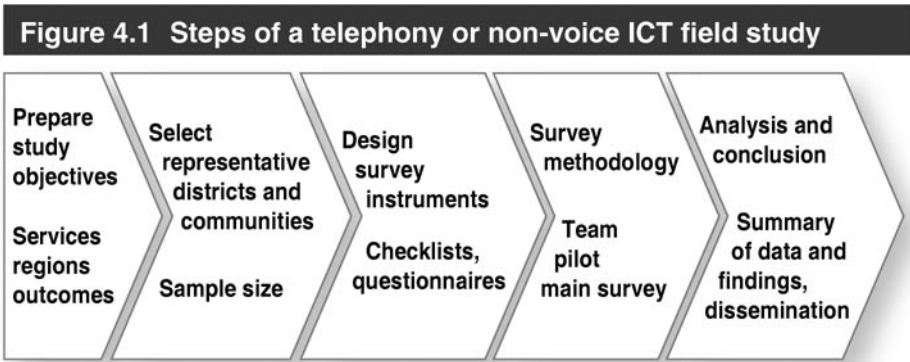 Figure 4.1 Steps of a telephony or non-voice ICT field study
Prepare
study
objectives
Services
regions
outcomes
Select
representative
districts and
communities
Sample size
Design
survey
instruments
Checklists,
questionnaires
Survey
methodology
Team
pilot
main survey
Analysis and
conclusion
Summary
of data and
findings,
dissemination